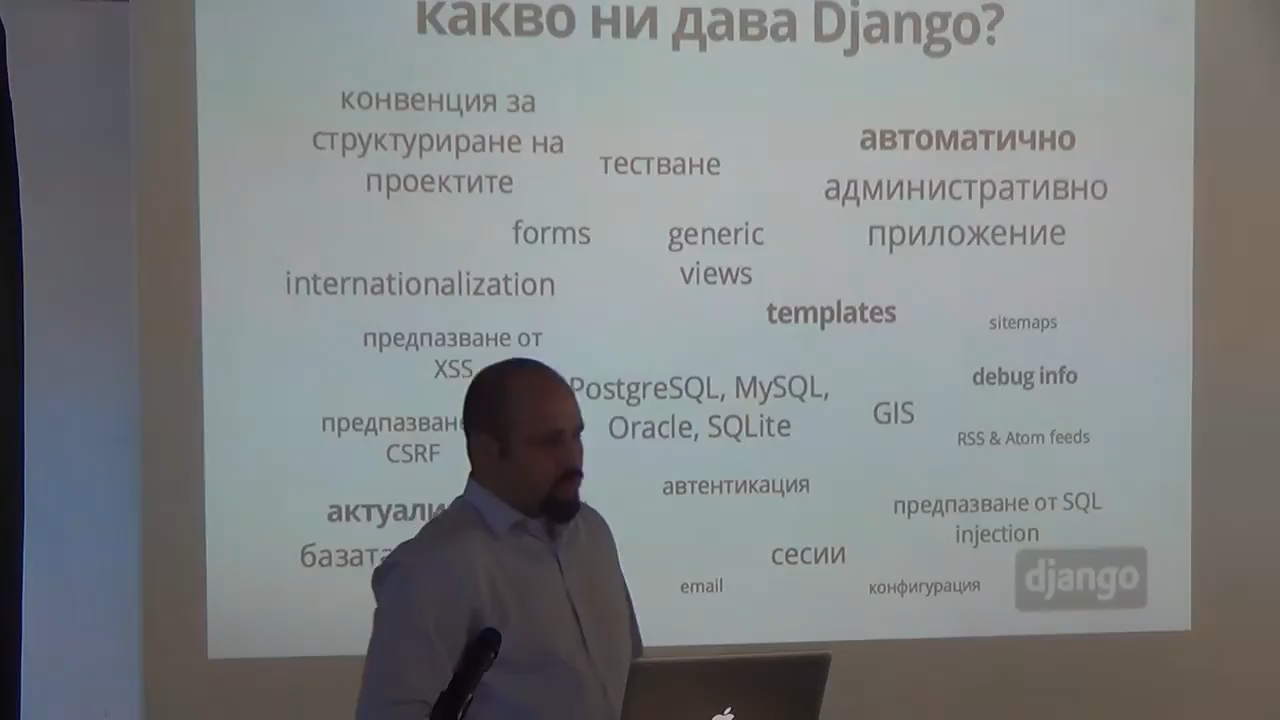 какво ни дава Django?
конвенция за
структуриране на
проектите
тестване
автоматично
административно
приложение
forms
generic
views
internationalization
templates
sitemaps
предпазване от
XSS
debug info
PostgreSQL, MySQL,
Oracle, SQLite
GIS
CSRF
RSS & Atom feeds
автентикация
предпазване от SQL
injection
сесии
email
конфигурация
django